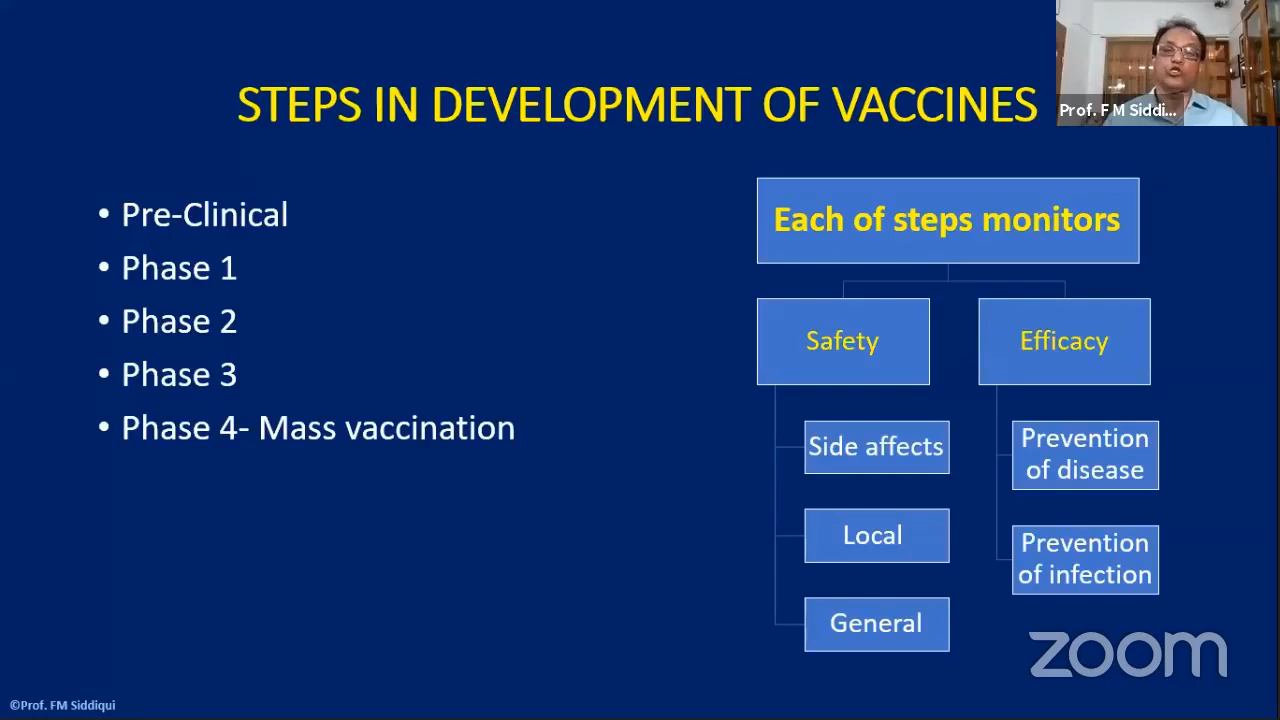 STEPS IN DEVELOPMENT OF VACCINES
Prof. F M Siddi...
• Pre-Clinical
• Phase 1
• Phase 2
• Phase 3
• Phase 4- Mass vaccination
Each of steps monitors
Safety
Side affects
Local
General
Efficacy
Prevention
of disease
Prevention
of infection
zoom
©Prof. FM Siddiqui